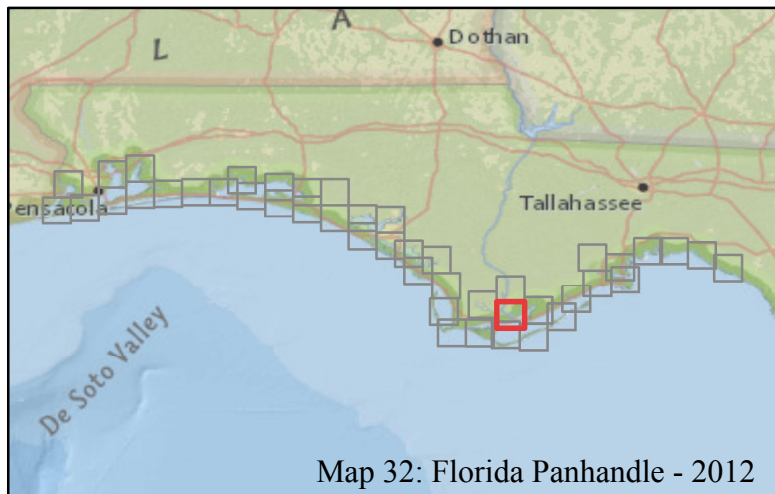 L A
Dothan
Tallahassee
Pensacola
De Soto Valley
Map 32: Florida Panhandle - 2012